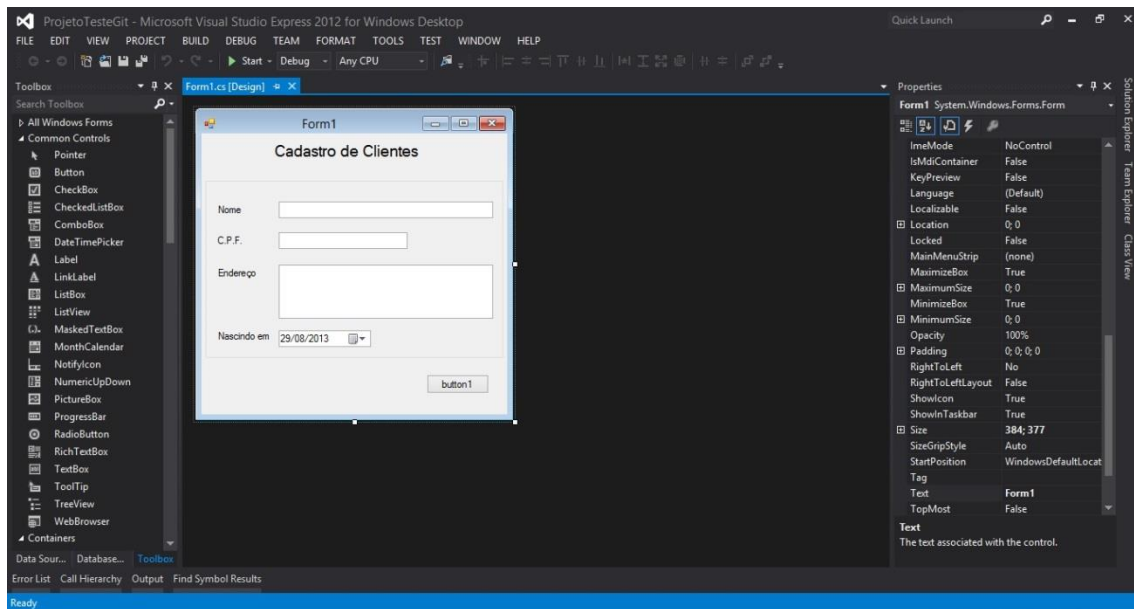 ProjetoTesteGit - Microsoft Visual Studio Express 2012 for Windows Desktop
Quick Launch
FILE EDIT VIEW PROJECT BUILD DEBUG TEAM FORMAT TOOLS TEST WINDOW HELP
Start Debug Any CPU
Toolbox
Search Toolbox
All Windows Forms
Common Controls
Pointer
Button
CheckBox
CheckedListBox
ComboBox
DateTimePicker
Label
LinkLabel
ListBox
ListView
MaskedTextBox
MonthCalendar
NotifyIcon
NumericUpDown
PictureBox
ProgressBar
RadioButton
RichTextBox
TextBox
ToolTip
TreeView
WebBrowser
Containers
Data Sour... Database... Toolbox
Form1.cs [Design]
Form1
Cadastro de Clientes
Nome
C.P.F.
Endereço
Nascindo em 29/08/2013
button1
Properties
Form1 System.Windows.Forms.Form
ImeMode NoControl
IsMdiContainer False
KeyPreview False
Language (Default)
Localizable False
Location 0; 0
Locked False
MainMenuStrip (none)
MaximizeBox True
MaximumSize 0; 0
MinimizeBox True
MinimumSize 0; 0
Opacity 100%
Padding 0; 0; 0; 0
RightToLeft No
RightToLeftLayout False
ShowIcon True
ShowInTaskbar True
Size 384; 377
SizeGripStyle Auto
StartPosition WindowsDefaultLocat
Tag
Text Form1
TopMost False
Text
The text associated with the control.
Solution Explorer
Team Explorer
Class View
Error List Call Hierarchy Output Find Symbol Results
Ready